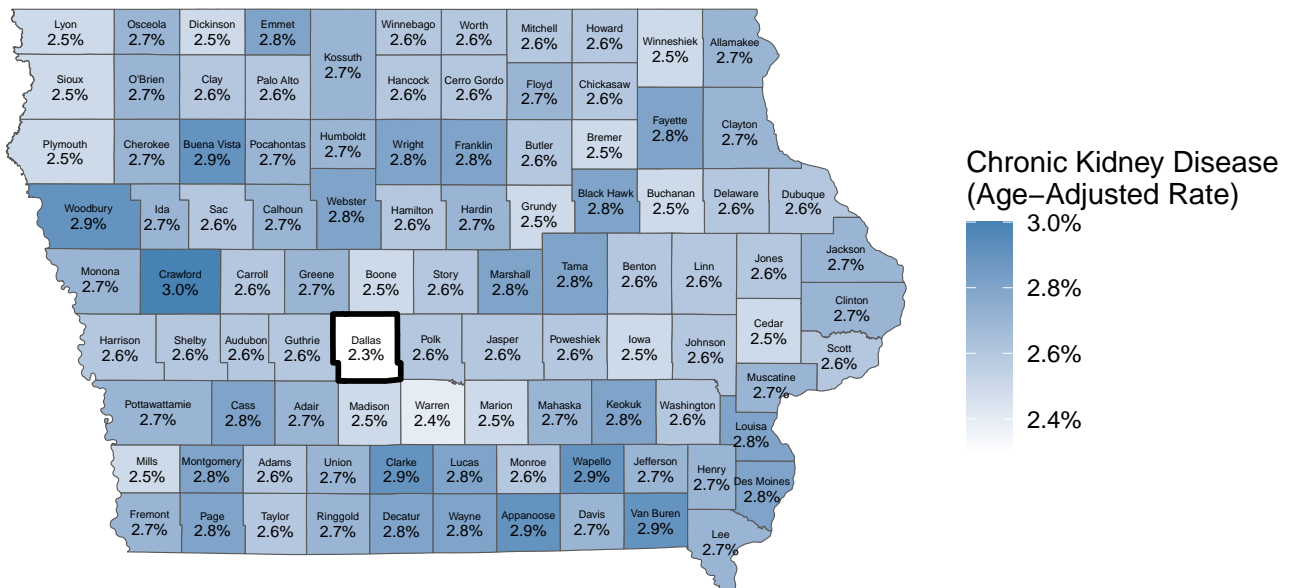 Lyon
2.5%
Osceola
2.7%
Dickinson
2.5%
Emmet
2.8%
Kossuth
2.7%
Winnebago
2.6%
Worth
2.6%
Mitchell
2.6%
Howard
2.6%
Winneshiek
2.5%
Allamakee
2.7%
Sioux
2.5%
O'Brien
2.7%
Clay
2.6%
Palo Alto
2.6%
Hancock
2.6%
Cerro Gordo
2.6%
Floyd
2.7%
Chickasaw
2.6%
Fayette
2.8%
Clayton
2.7%
Plymouth
2.5%
Cherokee
2.7%
Buena Vista
2.9%
Pocahontas
2.7%
Humboldt
2.7%
Wright
2.8%
Franklin
2.8%
Butler
2.6%
Bremer
2.5%
Woodbury
2.9%
Ida
2.7%
Sac
2.6%
Calhoun
2.7%
Webster
2.8%
Hamilton
2.6%
Hardin
2.7%
Grundy
2.5%
Black Hawk
2.8%
Buchanan
2.5%
Delaware
2.6%
Dubuque
2.6%
Monona
2.7%
Crawford
3.0%
Carroll
2.6%
Greene
2.7%
Boone
2.5%
Story
2.6%
Marshall
2.8%
Tama
2.8%
Benton
2.6%
Linn
2.6%
Jones
2.6%
Jackson
2.7%
Clinton
2.7%
Harrison
2.6%
Shelby
2.6%
Audubon
2.6%
Guthrie
2.6%
Dallas
2.3%
Polk
2.6%
Jasper
2.6%
Poweshiek
2.6%
Iowa
2.5%
Johnson
2.6%
Cedar
2.5%
Scott
2.6%
Muscatine
2.7%
Pottawattamie
2.7%
Cass
2.8%
Adair
2.7%
Madison
2.5%
Warren
2.4%
Marion
2.5%
Mahaska
2.7%
Keokuk
2.8%
Washington
2.6%
Louisa
2.8%
Mills
2.5%
Montgomery
2.8%
Adams
2.6%
Union
2.7%
Clarke
2.9%
Lucas
2.8%
Monroe
2.6%
Wapello
2.9%
Jefferson
2.7%
Henry
2.7%
Des Moines
2.8%
Fremont
2.7%
Page
2.8%
Taylor
2.6%
Ringgold
2.7%
Decatur
2.8%
Wayne
2.8%
Appanoose
2.9%
Davis
2.7%
Van Buren
2.9%
Lee
2.7%
Chronic Kidney Disease
(Age−Adjusted Rate)
3.0%
2.8%
2.6%
2.4%